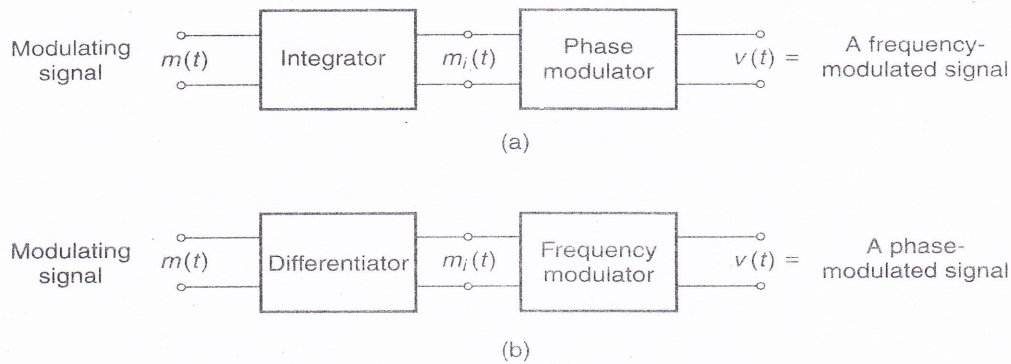 Modulating
signal
m(t)
Integrator
m_i(t)
Phase
modulator
v(t) =
A frequency-
modulated signal
(a)
Modulating
signal
m(t)
Differentiator
m_i(t)
Frequency
modulator
v(t) =
A phase-
modulated signal
(b)